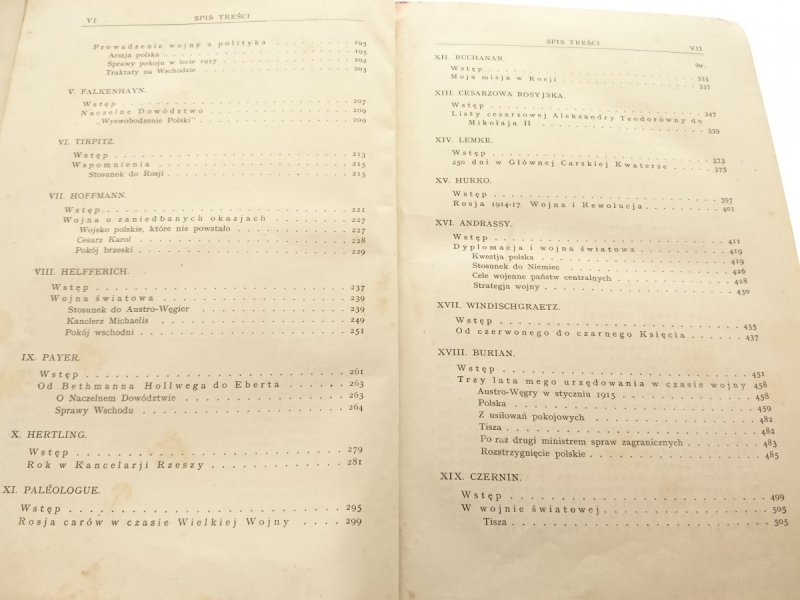 VI SPIS TREŚCI
Prowadzenie wojny a polityka 195
Armja polska 195
Sprawy pokoju w lecie 1917 202
Traktaty na Wschodzie 203
V. FALKENHAYN.
Wstęp 207
Naczelne Dowództwo 209
„Wyswobodzenie Polski" 209
VI. TIRPITZ.
Wstęp 213
Wspomnienia 215
Stosunek do Rosji 215
VII. HOFFMANN.
Wstęp 221
Wojna o zaniedbanych okazjach 227
Wojsko polskie, które nie powstało 227
Cesarz Karol 228
Pokój brzeski 229
VIII. HELFFERICH.
Wstęp 237
Wojna światowa 239
Stosunek do Austro-Węgier 239
Kanclerz Michaelis 249
Pokój wschodni 251
IX. PAYER.
Wstęp 261
Od Bethmanna Hollwega do Eberta 263
O Naczelnem Dowództwie 263
Sprawy Wschodu 264
X. HERTLING.
Wstęp 279
Rok w Kancelarji Rzeszy 281
XI. PALÉOLOGUE.
Wstęp 295
Rosja carów w czasie Wielkiej Wojny 299
SPIS TREŚCI VII
Str.
XII. BUCHANAN.
Wstęp 333
Moja misja w Rosji 337
XIII. CESARZOWA ROSYJSKA.
Wstęp 347
Listy cesarzowej Aleksandry Teodorówny do
Mikołaja II 359
XIV. LEMKE.
Wstęp 373
250 dni w Głównej Carskiej Kwaterze 375
XV. HURKO.
Wstęp 397
Rosja 1914-17. Wojna i Rewolucja 401
XVI. ANDRASSY.
Wstęp 411
Dyplomacja i wojna światowa 419
Kwestja polska 419
Stosunek do Niemiec 426
Cele wojenne państw centralnych 428
Strategja wojny 430
XVII. WINDISCHGRAETZ.
Wstęp 435
Od czerwonego do czarnego Księcia 437
XVIII. BURIAN.
Wstęp 451
Trzy lata mego urzędowania w czasie wojny 458
Austro-Węgry w styczniu 1915 458
Polska 459
Z usiłowań pokojowych 482
Tisza 482
Po raz drugi ministrem spraw zagranicznych 483
Rozstrzygnięcie polskie 485
XIX. CZERNIN.
Wstęp 499
W wojnie światowej 505
Tisza 505